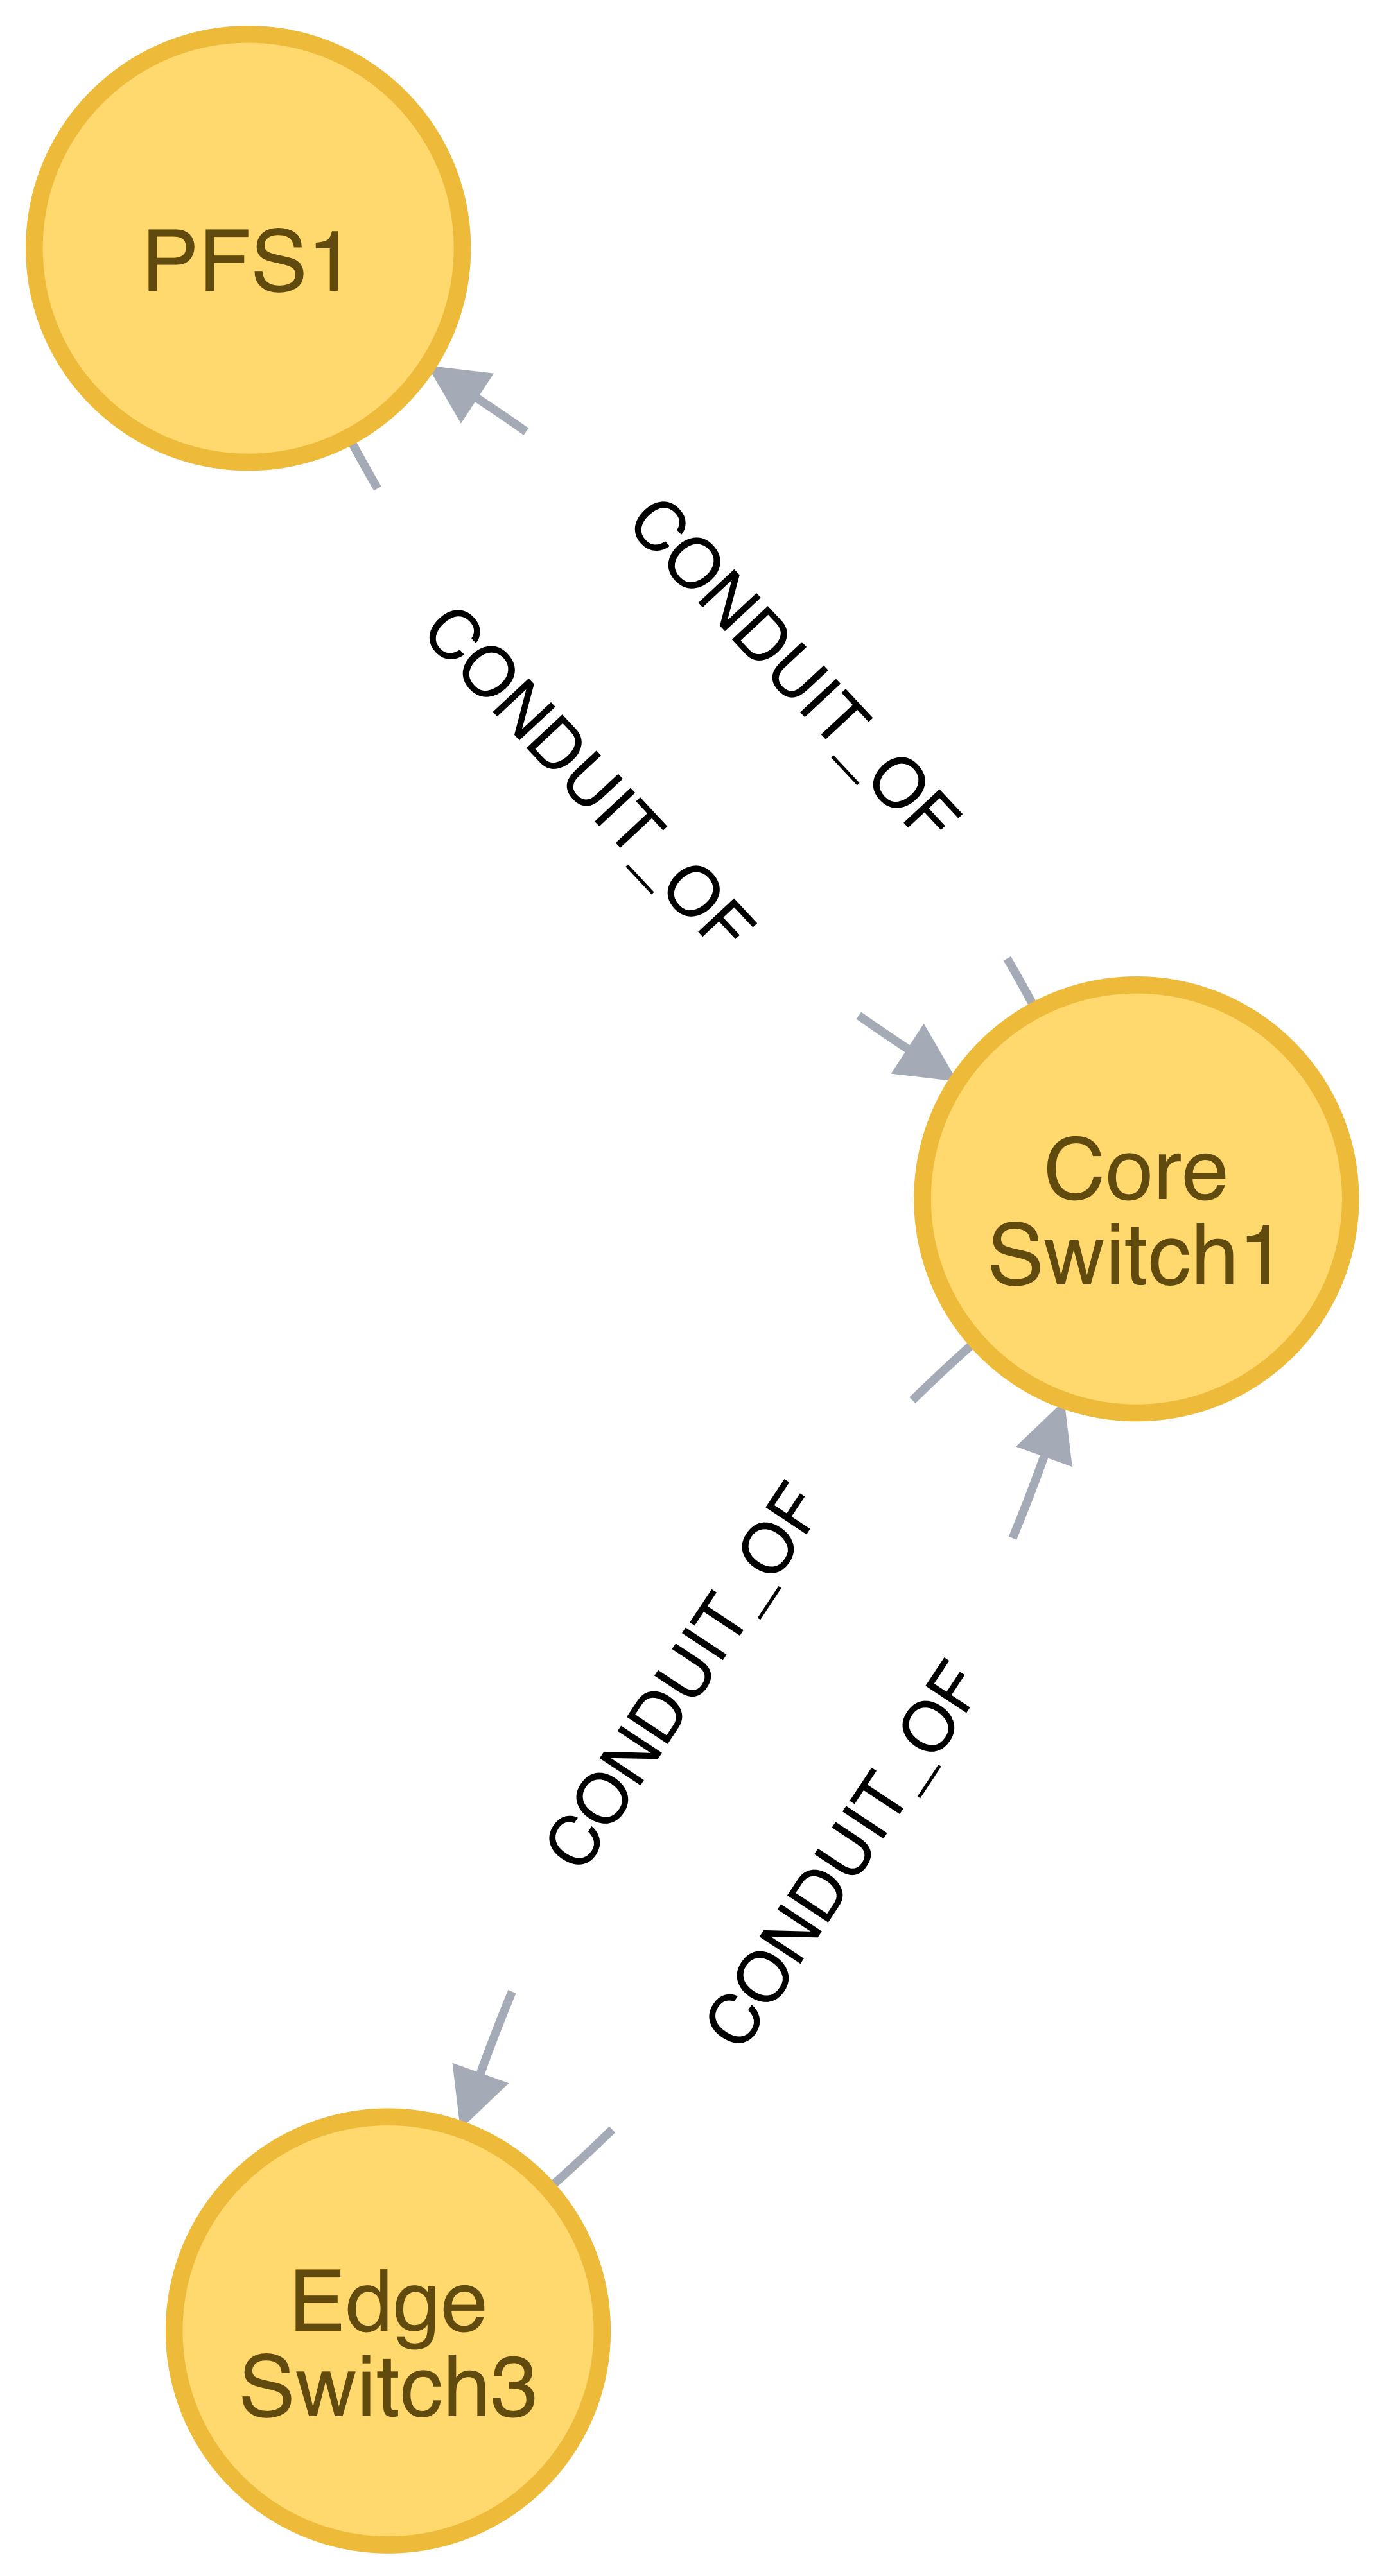 PFS1
CONDUIT_OF
CONDUIT_OF
Core
Switch1
CONDUIT_OF
CONDUIT_OF
Edge
Switch3